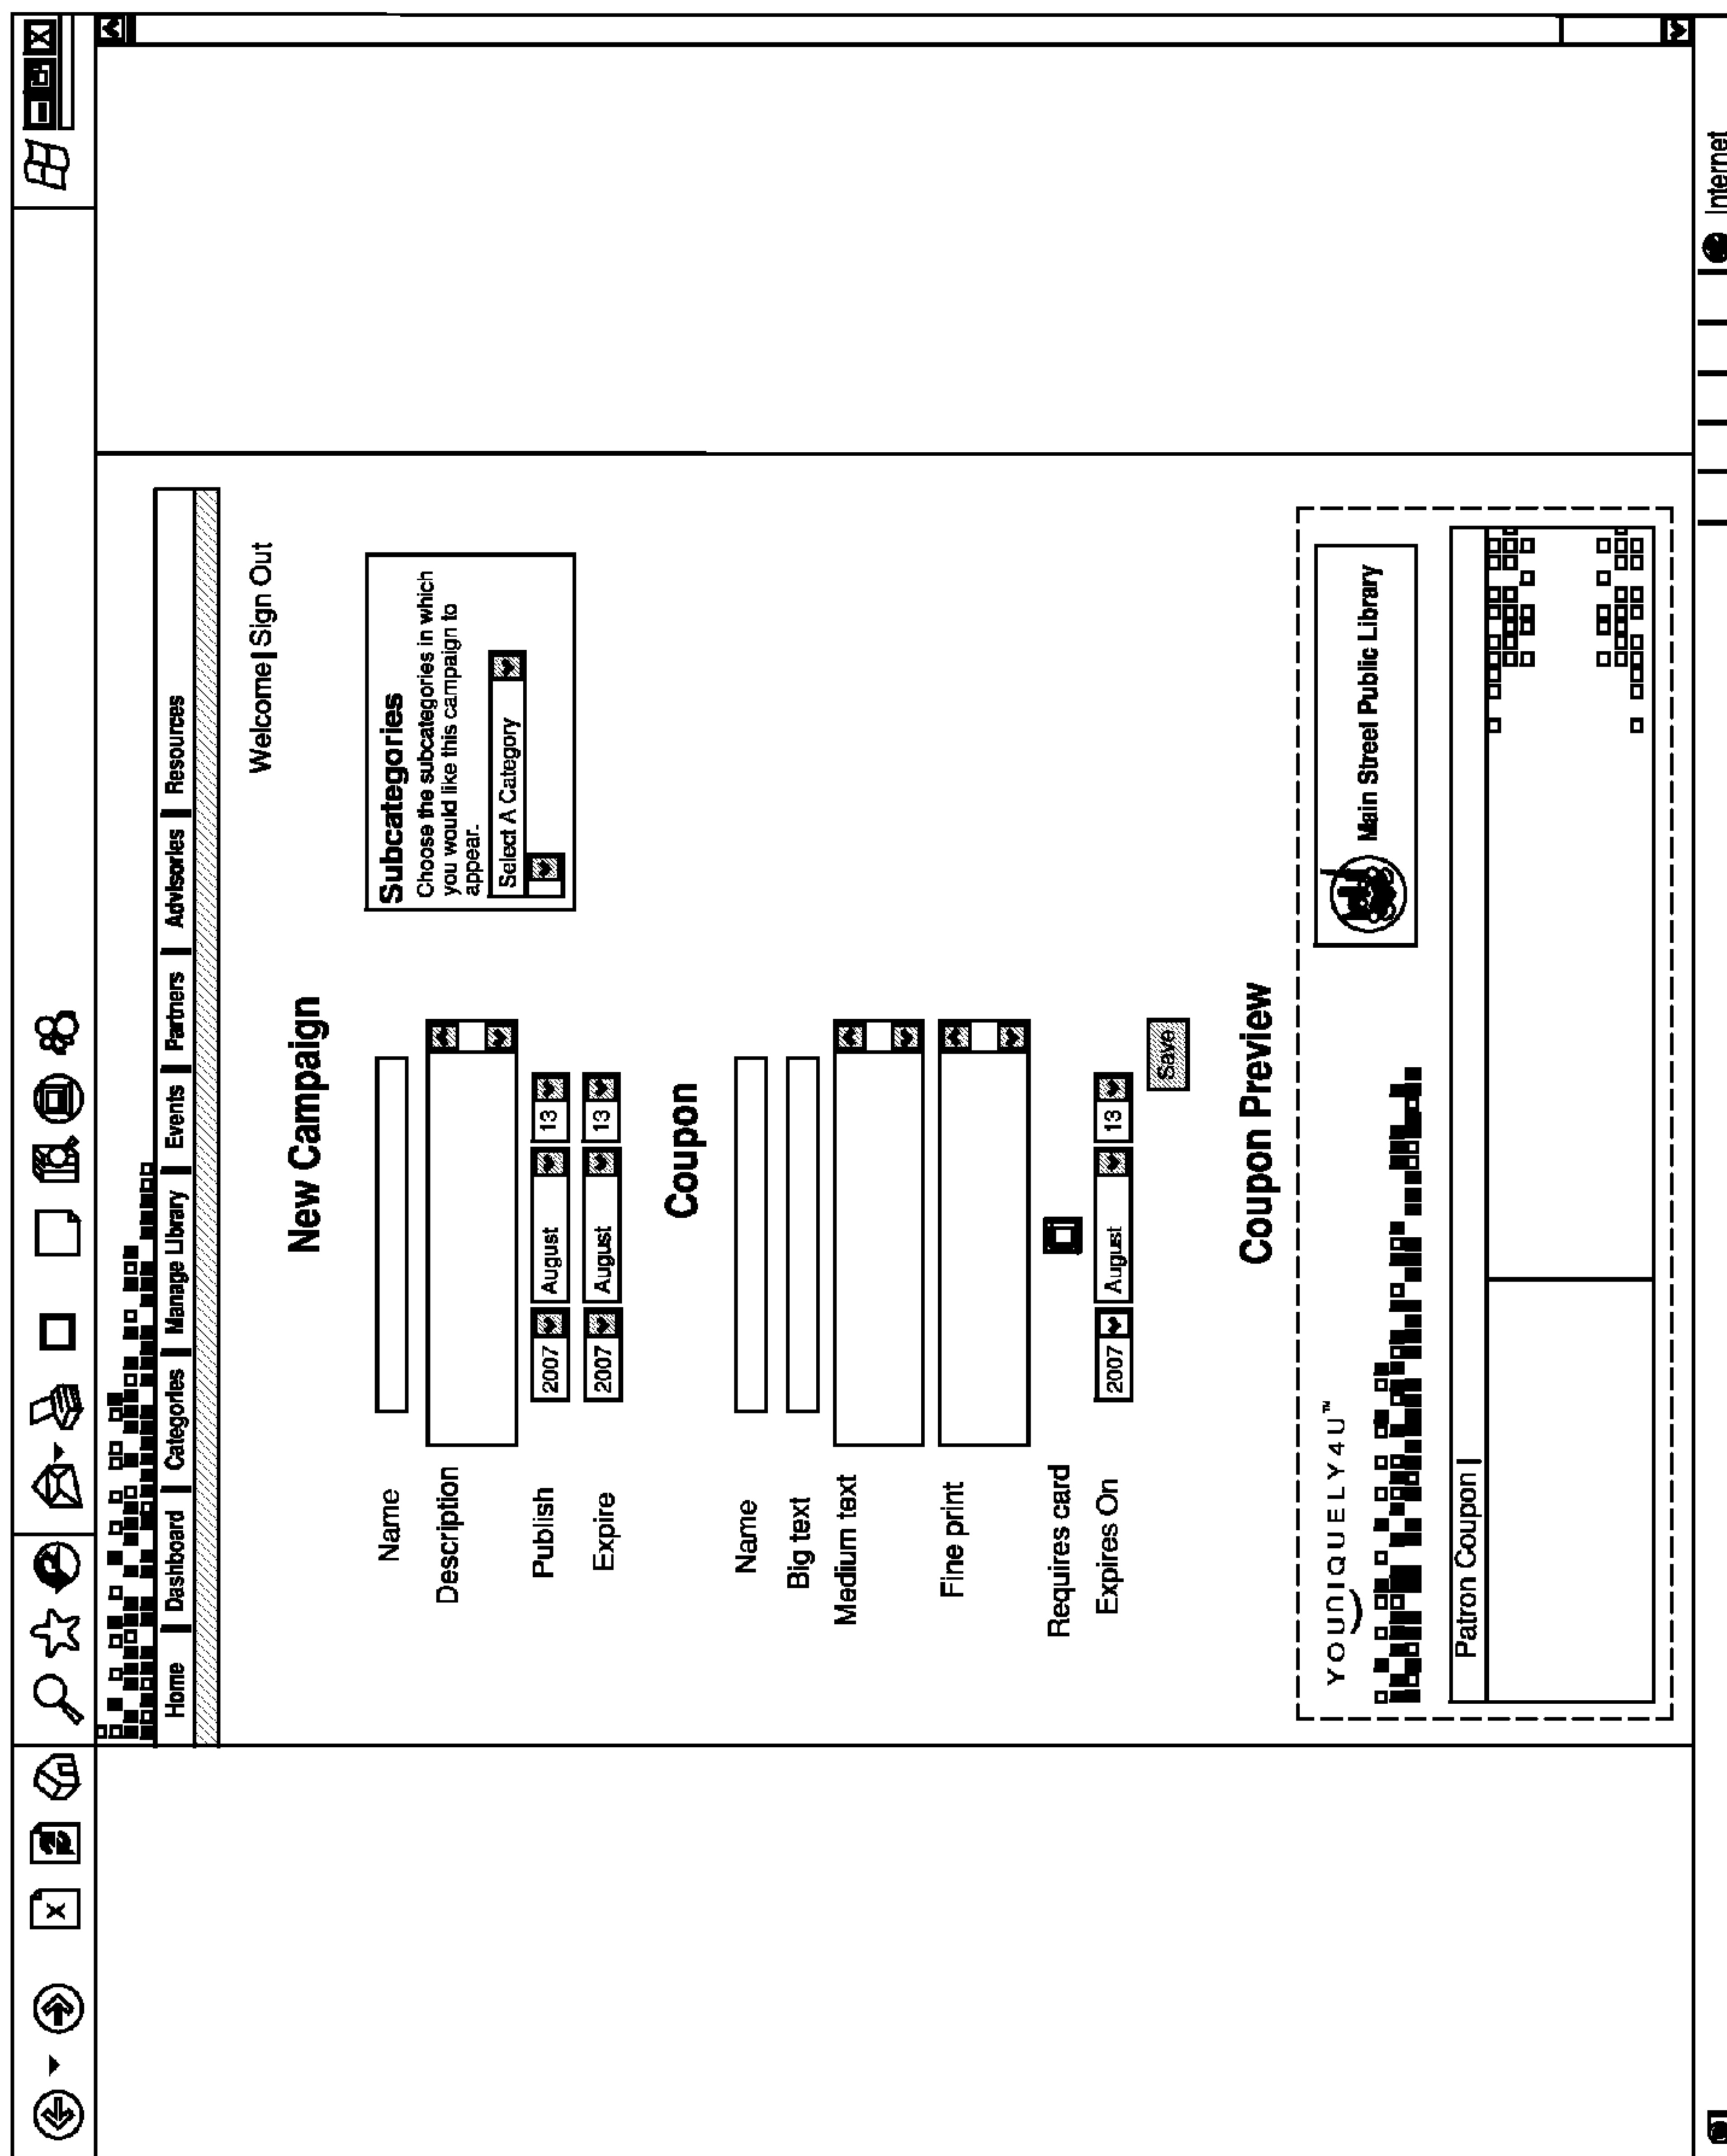 Home | Dashboard | Categories | Manage Library | Events | Partners | Advisories | Resources
Welcome|Sign Out
New Campaign
Name
Description
Publish 2007 August 13
Expire 2007 August 13
Subcategories
Choose the subcategories in which
you would like this campaign to
appear.
Select A Category
Coupon
Name
Big text
Medium text
Fine print
Requires card
Expires On 2007 August 13
Save
Coupon Preview
YOUNIQUELY4U™
Main Street Public Library
Patron Coupon |
Internet